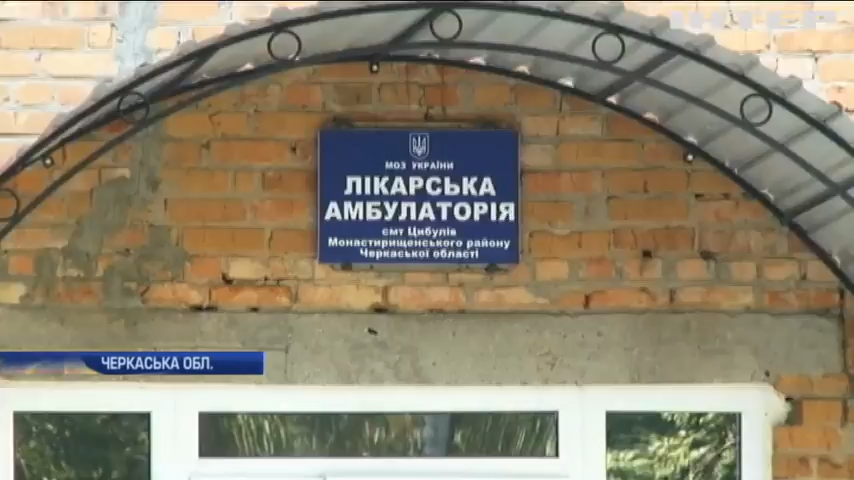 МОЗ УКРАЇНИ
ЛІКАРСЬКА
АМБУЛАТОРІЯ
смт Цибулів
Монастирищенського району
Черкаської області
ЧЕРКАСЬКА ОБЛ.